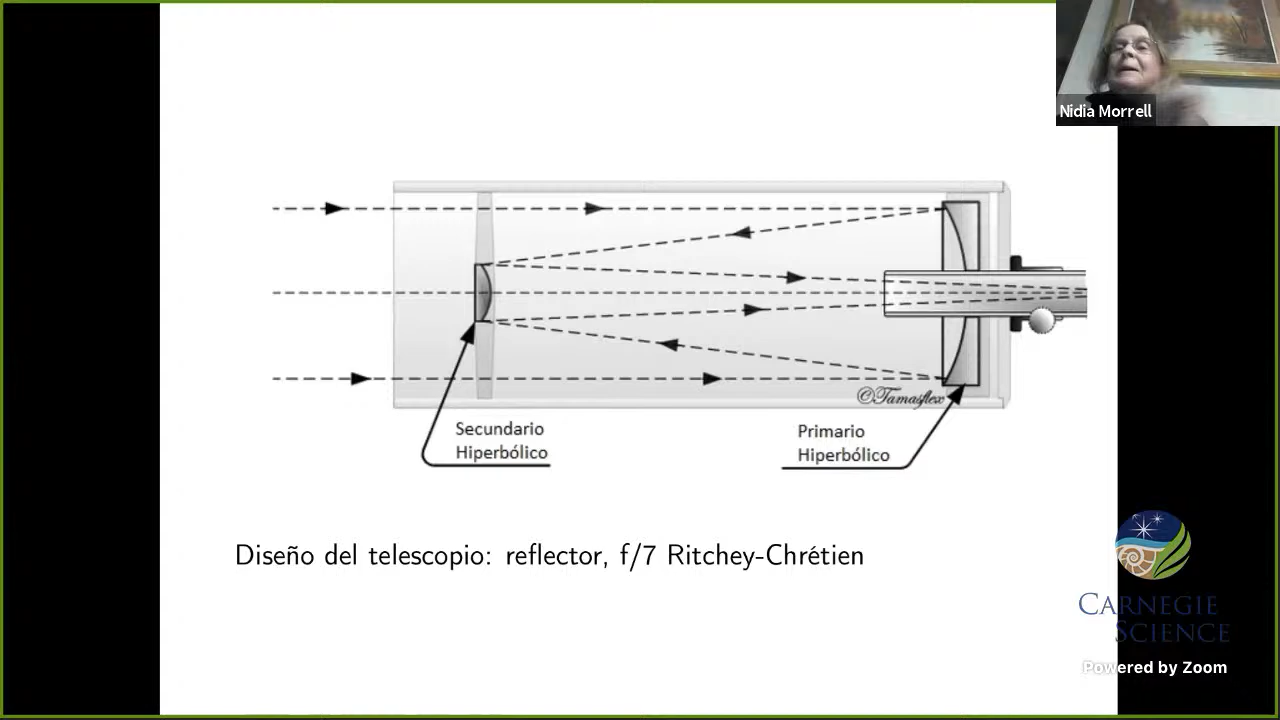 Nidia Morrell
©Tamasflex
Secundario
Hiperbólico
Primario
Hiperbólico
Diseño del telescopio: reflector, f/7 Ritchey-Chrétien
CARNEGIE
SCIENCE
Powered by Zoom